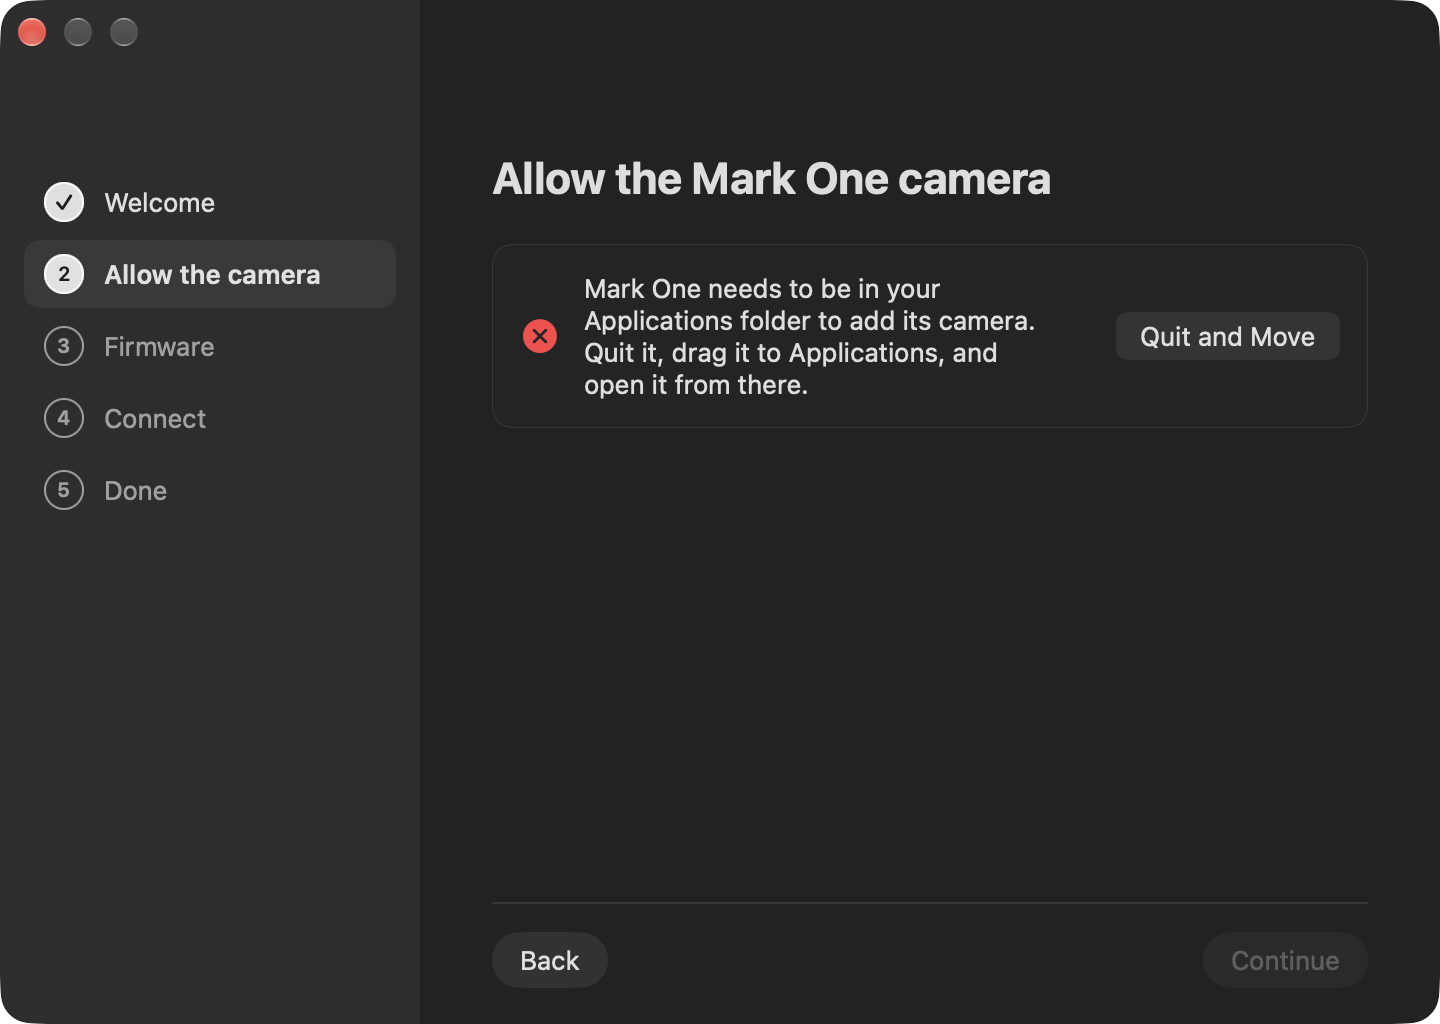 Welcome
2 Allow the camera
3 Firmware
4 Connect
5 Done
Allow the Mark One camera
Mark One needs to be in your
Applications folder to add its camera.
Quit it, drag it to Applications, and
open it from there.
Quit and Move
Back
Continue